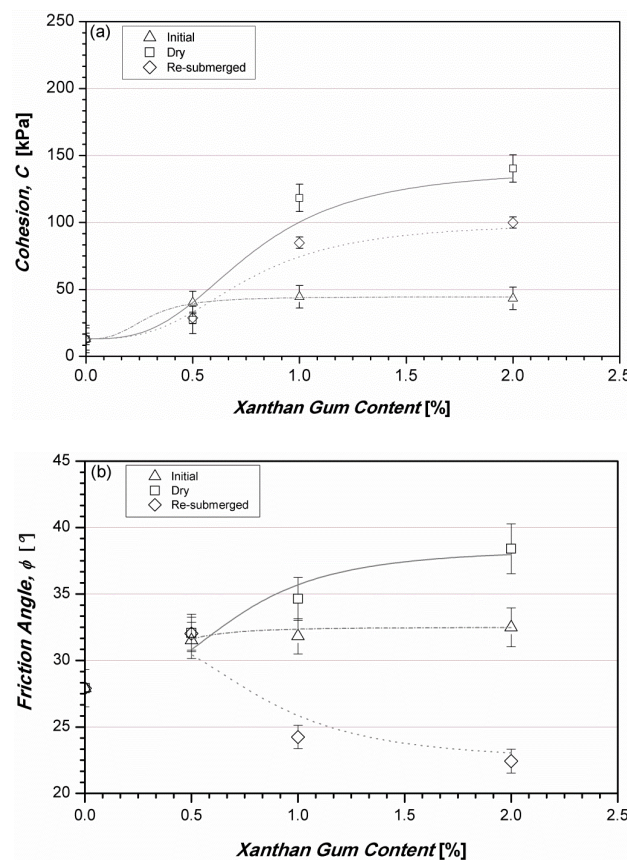 (a)
Initial
Dry
Re-submerged
250
200
150
100
50
0
Cohesion, C [kPa]
0.0 0.5 1.0 1.5 2.0 2.5
Xanthan Gum Content [%]
(b)
Initial
Dry
Re-submerged
45
40
35
30
25
20
Friction Angle, ϕ [°]
0.0 0.5 1.0 1.5 2.0 2.5
Xanthan Gum Content [%]